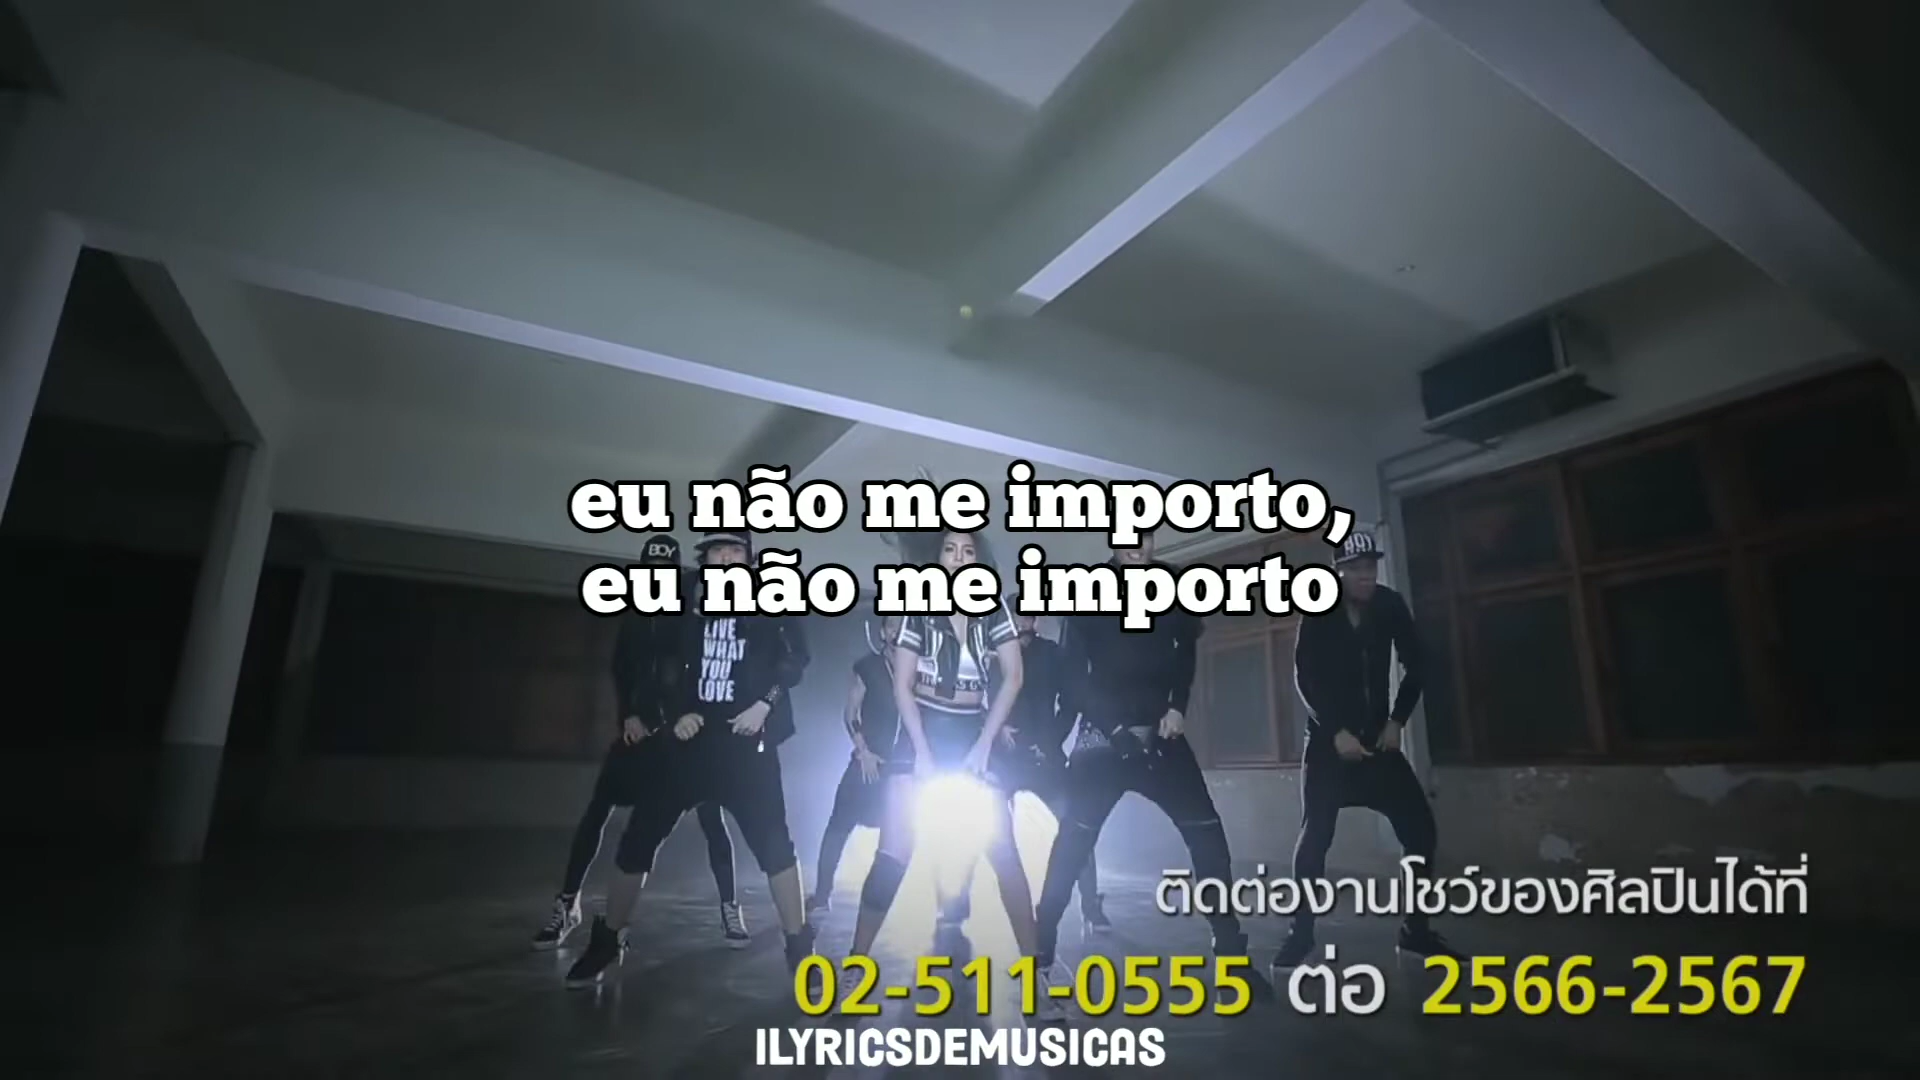 eu não me importo,
eu não me importo
BOY
LIVE
WHAT
YOU
LOVE
ติดต่องานโชว์ของศิลปินได้ที่
02-511-0555 ต่อ 2566-2567
ILYRICSDEMUSICAS